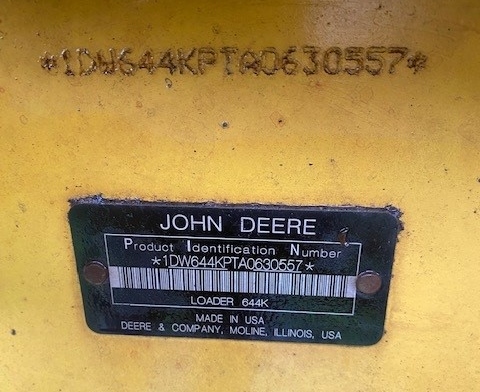 *1DW644KPTA0630557*
JOHN DEERE
Product Identification Number
*1DW644KPTA0630557*
LOADER 644K
MADE IN USA
DEERE & COMPANY, MOLINE, ILLINOIS, USA